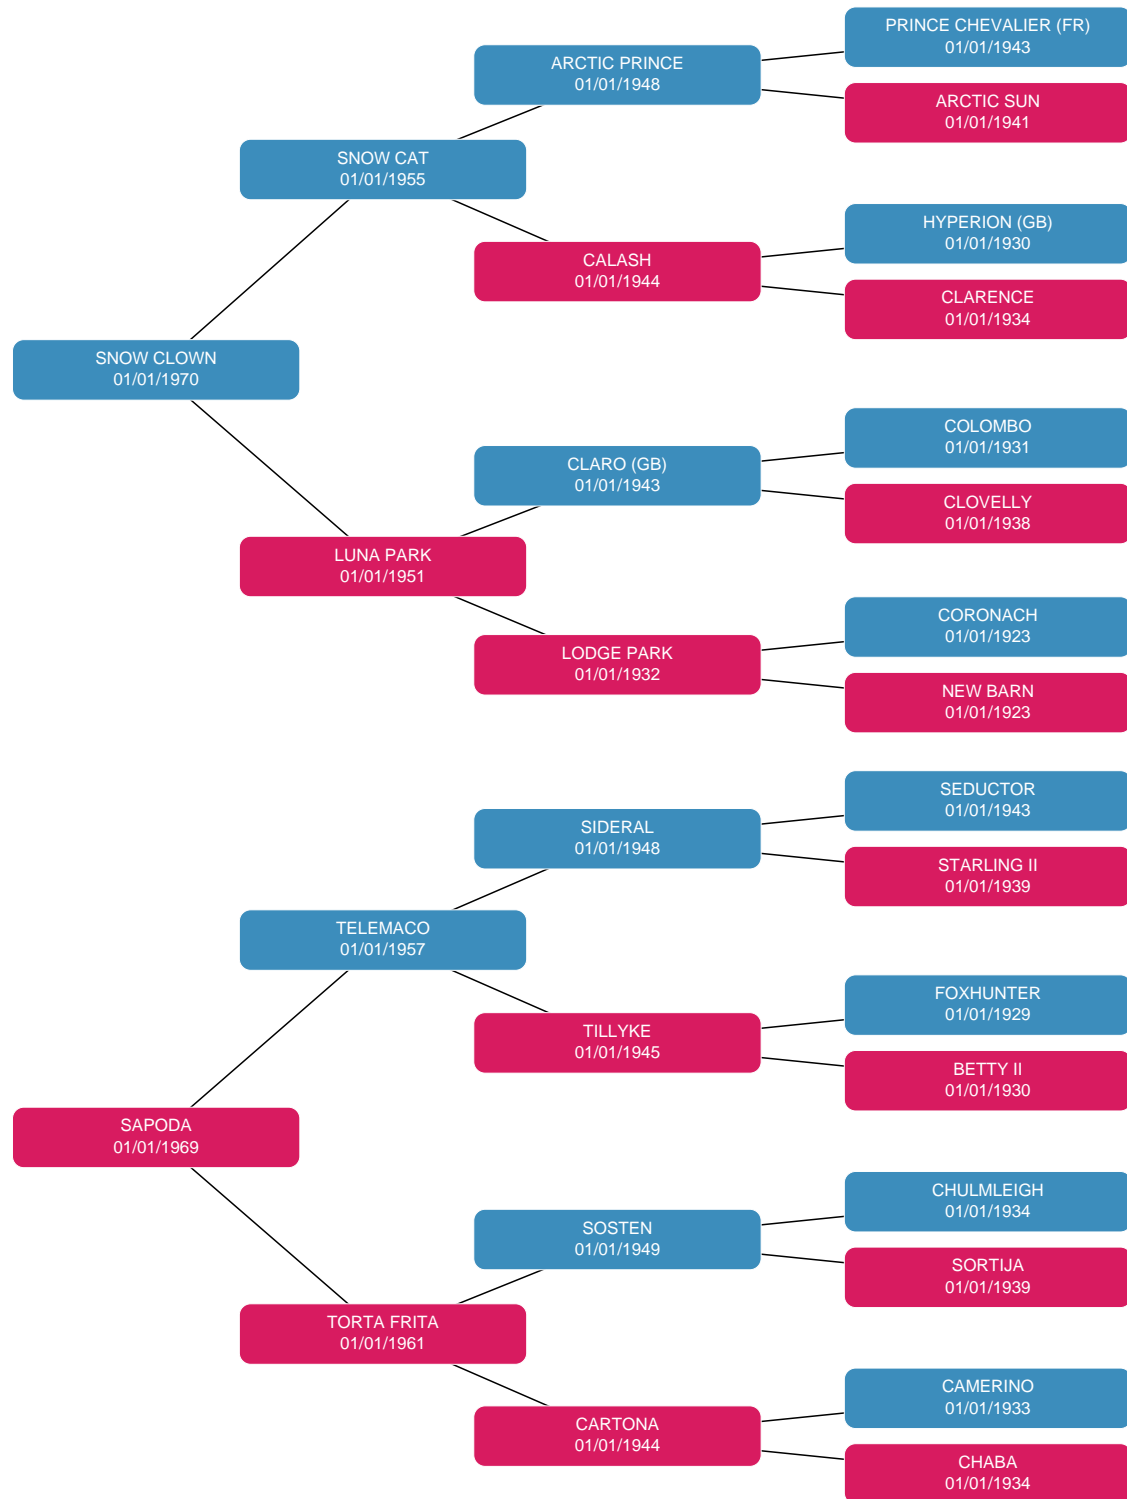 PRINCE CHEVALIER (FR)
01/01/1943
ARCTIC PRINCE
01/01/1948
ARCTIC SUN
01/01/1941
SNOW CAT
01/01/1955
HYPERION (GB)
01/01/1930
CALASH
01/01/1944
CLARENCE
01/01/1934
SNOW CLOWN
01/01/1970
COLOMBO
01/01/1931
CLARO (GB)
01/01/1943
CLOVELLY
01/01/1938
LUNA PARK
01/01/1951
CORONACH
01/01/1923
LODGE PARK
01/01/1932
NEW BARN
01/01/1923
SEDUCTOR
01/01/1943
SIDERAL
01/01/1948
STARLING II
01/01/1939
TELEMACO
01/01/1957
FOXHUNTER
01/01/1929
TILLYKE
01/01/1945
BETTY II
01/01/1930
SAPODA
01/01/1969
CHULMLEIGH
01/01/1934
SOSTEN
01/01/1949
SORTIJA
01/01/1939
TORTA FRITA
01/01/1961
CAMERINO
01/01/1933
CARTONA
01/01/1944
CHABA
01/01/1934